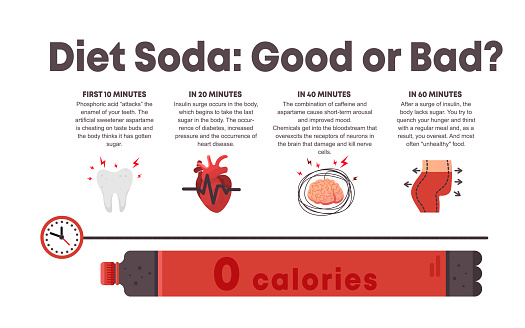 Diet Soda: Good or Bad?
FIRST 10 MINUTES
Phosphoric acid "attacks" the
enamel of your teeth. The
artificial sweetener aspartame
is cheating on taste buds and
the body thinks it has gotten
sugar.
IN 20 MINUTES
Insulin surge occurs in the body,
which begins to take the last
sugar in the body. The occur-
rence of diabetes, increased
pressure and the occurrence of
heart disease.
IN 40 MINUTES
The combination of caffeine and
aspartame cause short-term arousal
and improved mood.
Chemicals get into the bloodstream that
overexcites the receptors of neurons in
the brain that damage and kill nerve
cells.
IN 60 MINUTES
After a surge of insulin, the
body lacks sugar. You try to
quench your hunger and thirst
with a regular meal and, as a
result, you overeat. And most
often "unhealthy" food.
0 calories